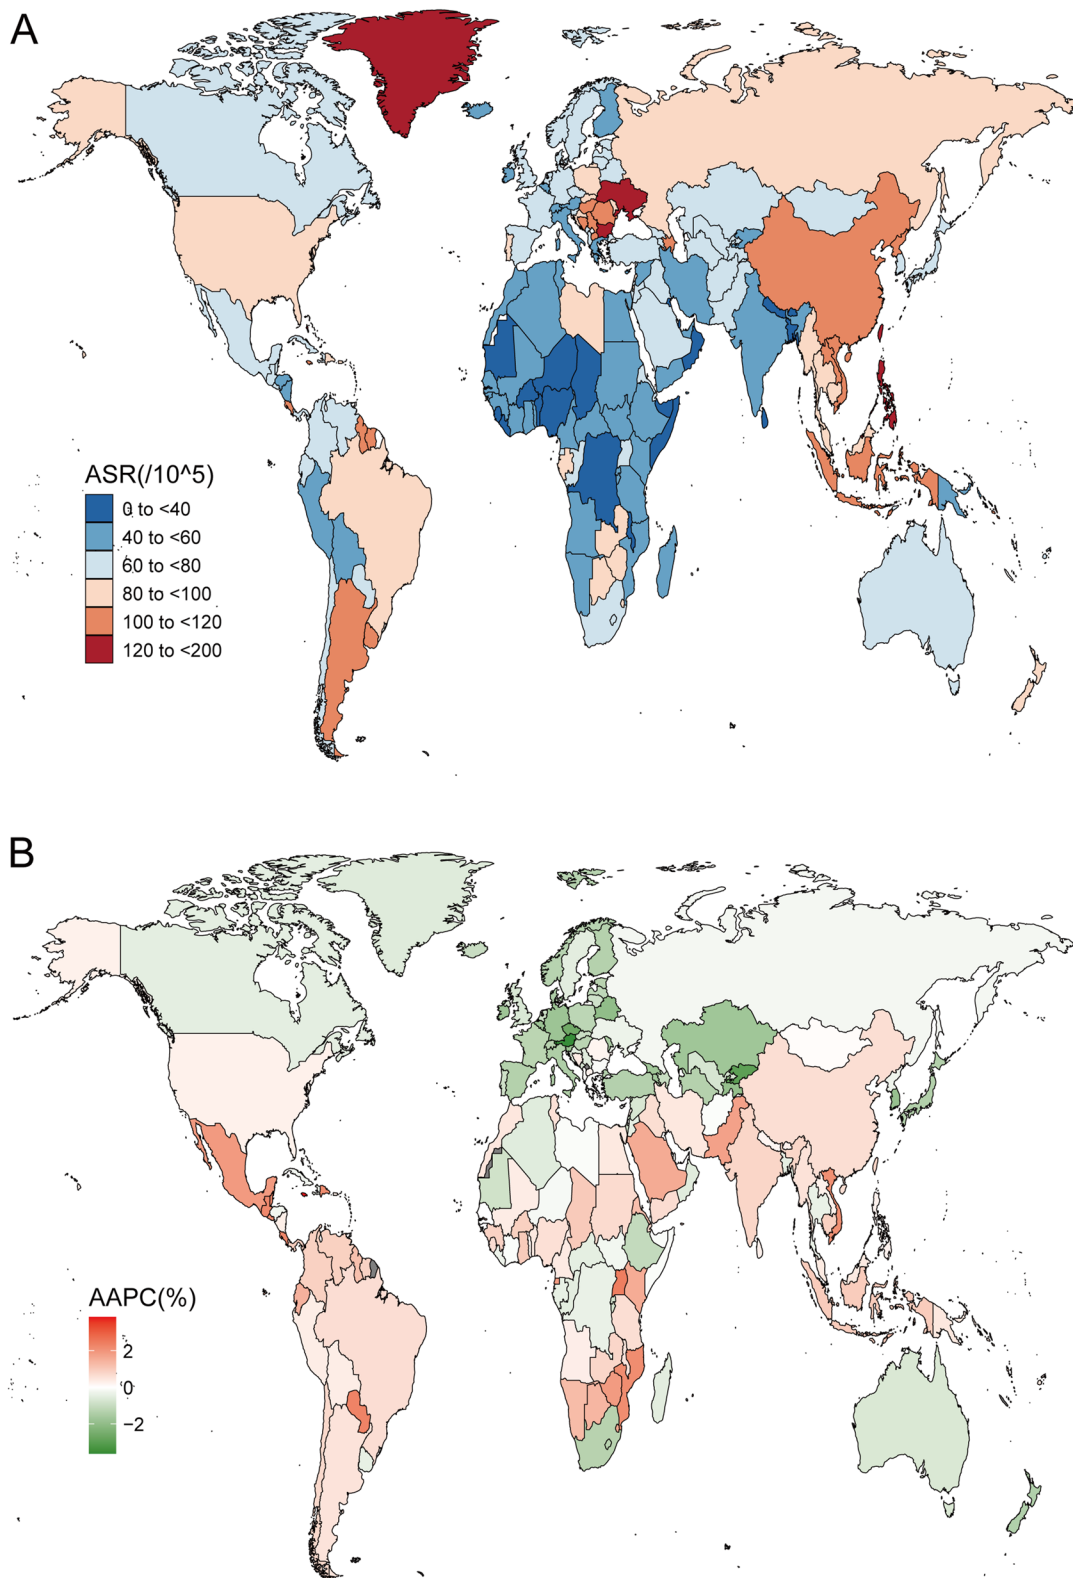 A
ASR(/10^5)
0 to <40
40 to <60
60 to <80
80 to <100
100 to <120
120 to <200
B
AAPC(%)
2
0
−2